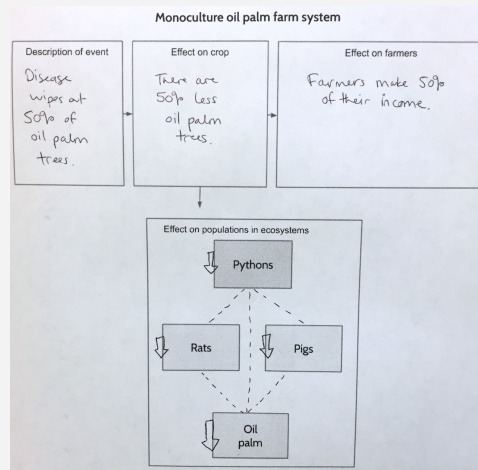 Monoculture oil palm farm system
Description of event
Disease
wipes out
50% of
oil palm
trees.
Effect on crop
There are
50% less
oil palm
trees.
Effect on farmers
Farmers make 50%
of their income.
Effect on populations in ecosystems
Pythons
Rats
Pigs
Oil
palm